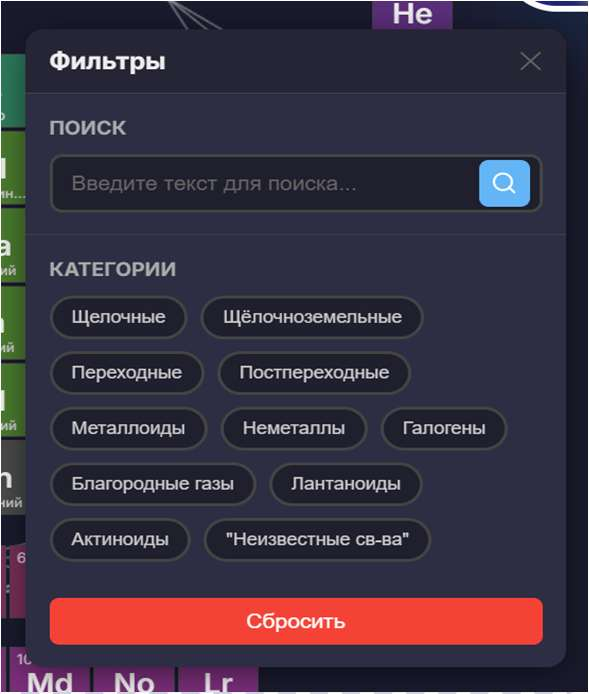 He
Фильтры
ПОИСК
Введите текст для поиска...
КАТЕГОРИИ
Щелочные Щёлочноземельные
Переходные Постпереходные
Металлоиды Неметаллы Галогены
Благородные газы Лантаноиды
Актиноиды "Неизвестные св-ва"
Сбросить
Md No Lr